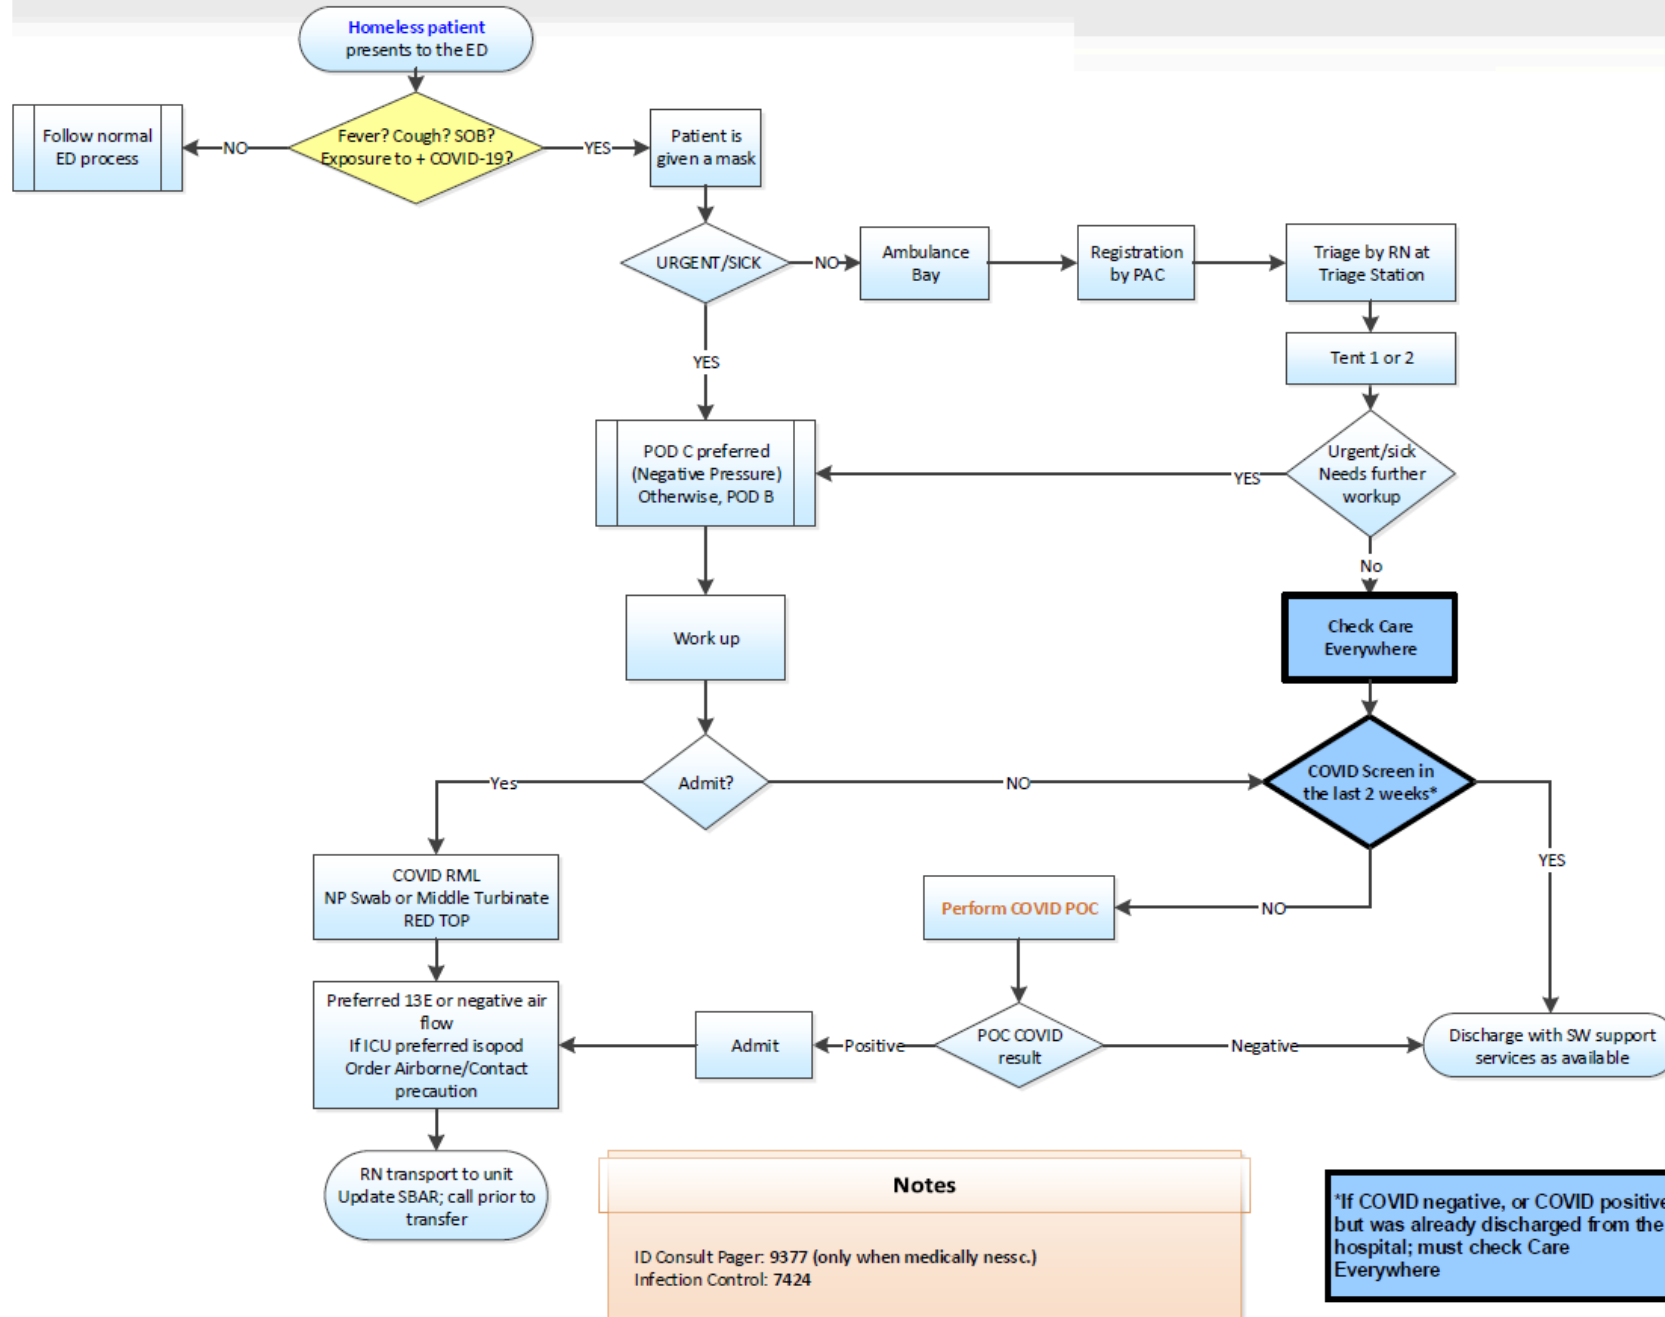 Homeless patient
presents to the ED
Follow normal
ED process
NO
Fever? Cough? SOB?
Exposure to + COVID-19?
YES
Patient is
given a mask
URGENT/SICK
NO
Ambulance
Bay
Registration
by PAC
Triage by RN at
Triage Station
YES
Tent 1 or 2
POD C preferred
(Negative Pressure)
Otherwise, POD B
YES
Urgent/sick
Needs further
workup
No
Work up
Check Care
Everywhere
Yes
Admit?
NO
COVID Screen in
the last 2 weeks*
YES
COVID RML
NP Swab or Middle Turbinate
RED TOP
Perform COVID POC
NO
Preferred 13E or negative air
flow
If ICU preferred isopod
Order Airborne/Contact
precaution
Admit
Positive
POC COVID
result
Negative
Discharge with SW support
services as available
RN transport to unit
Update SBAR; call prior to
transfer
Notes
ID Consult Pager: 9377 (only when medically nessc.)
Infection Control: 7424
*If COVID negative, or COVID positive
but was already discharged from the
hospital; must check Care
Everywhere